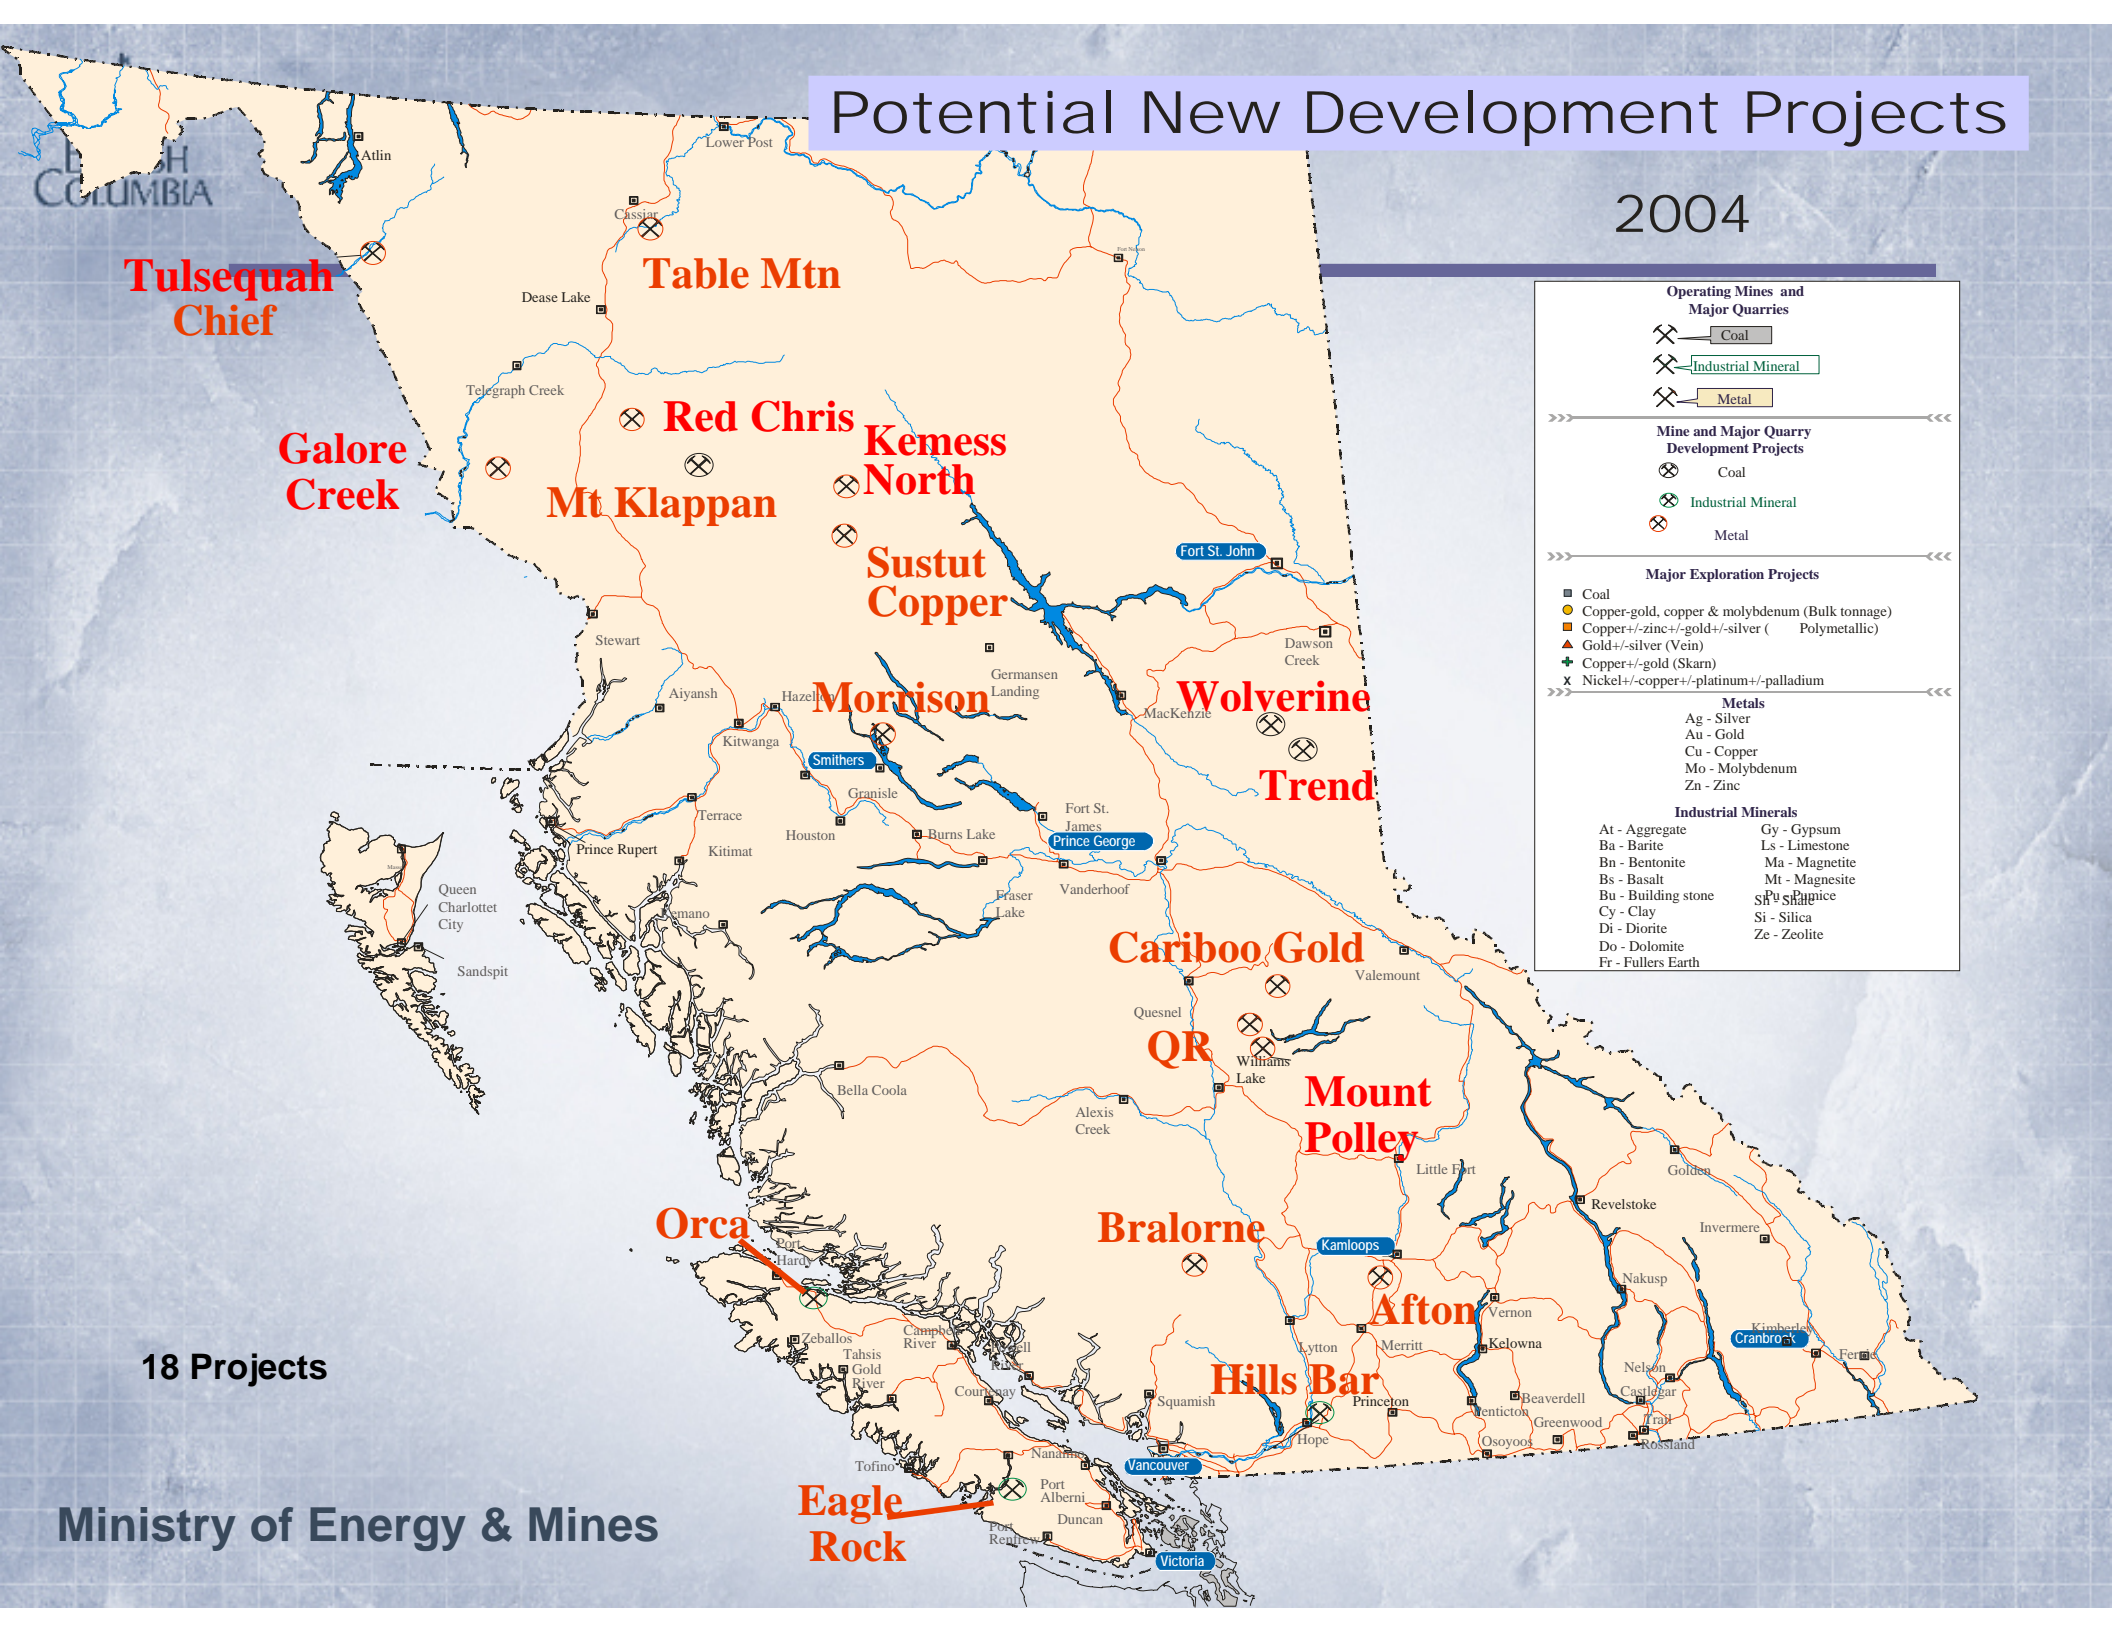 Potential New Development Projects
2004
COLUMBIA
Atlin
Lower Post
Cassiar
Fort Nelson
Tulsequah
Chief
Table Mtn
Dease Lake
Telegraph Creek
Red Chris
Galore
Creek
Kemess
North
Mt Klappan
Sustut
Copper
Fort St. John
Stewart
Dawson
Creek
Germansen
Landing
Aiyansh
Hazelton
Morrison
Wolverine
MacKenzie
Kitwanga
Smithers
Trend
Granisle
Terrace
Houston
Burns Lake
Fort St.
James
Prince George
Prince Rupert
Kitimat
Vanderhoof
Fraser
Lake
Queen
Charlottet
City
Sandspit
Kemano
Cariboo Gold
Valemount
Quesnel
QR
Williams
Lake
Bella Coola
Mount
Polley
Alexis
Creek
Little Fort
Golden
Revelstoke
Orca
Port
Hardy
Bralorne
Invermere
Kamloops
Nakusp
Afton
Vernon
Zeballos
Campbell
River
Tahsis
Gold
River
Lytton
Merritt
Kelowna
Kimberley
Cranbrook
Fernie
18 Projects
Courtenay
Squamish
Hills Bar
Princeton
Nelson
Castlegar
Beaverdell
Penticton
Greenwood
Trail
Rossland
Osoyoos
Hope
Nanaimo
Tofino
Vancouver
Port
Alberni
Eagle
Rock
Duncan
Port
Renfrew
Victoria
Ministry of Energy & Mines
Operating Mines and
Major Quarries
Coal
Industrial Mineral
Metal
Mine and Major Quarry
Development Projects
Coal
Industrial Mineral
Metal
Major Exploration Projects
Coal
Copper-gold, copper & molybdenum (Bulk tonnage)
Copper+/-zinc+/-gold+/-silver ( Polymetallic)
Gold+/-silver (Vein)
Copper+/-gold (Skarn)
Nickel+/-copper+/-platinum+/-palladium
Metals
Ag - Silver
Au - Gold
Cu - Copper
Mo - Molybdenum
Zn - Zinc
Industrial Minerals
At - Aggregate
Ba - Barite
Bn - Bentonite
Bs - Basalt
Bu - Building stone
Cy - Clay
Di - Diorite
Do - Dolomite
Fr - Fullers Earth
Gy - Gypsum
Ls - Limestone
Ma - Magnetite
Mt - Magnesite
Pu - Pumice
Sh - Shale
Si - Silica
Ze - Zeolite